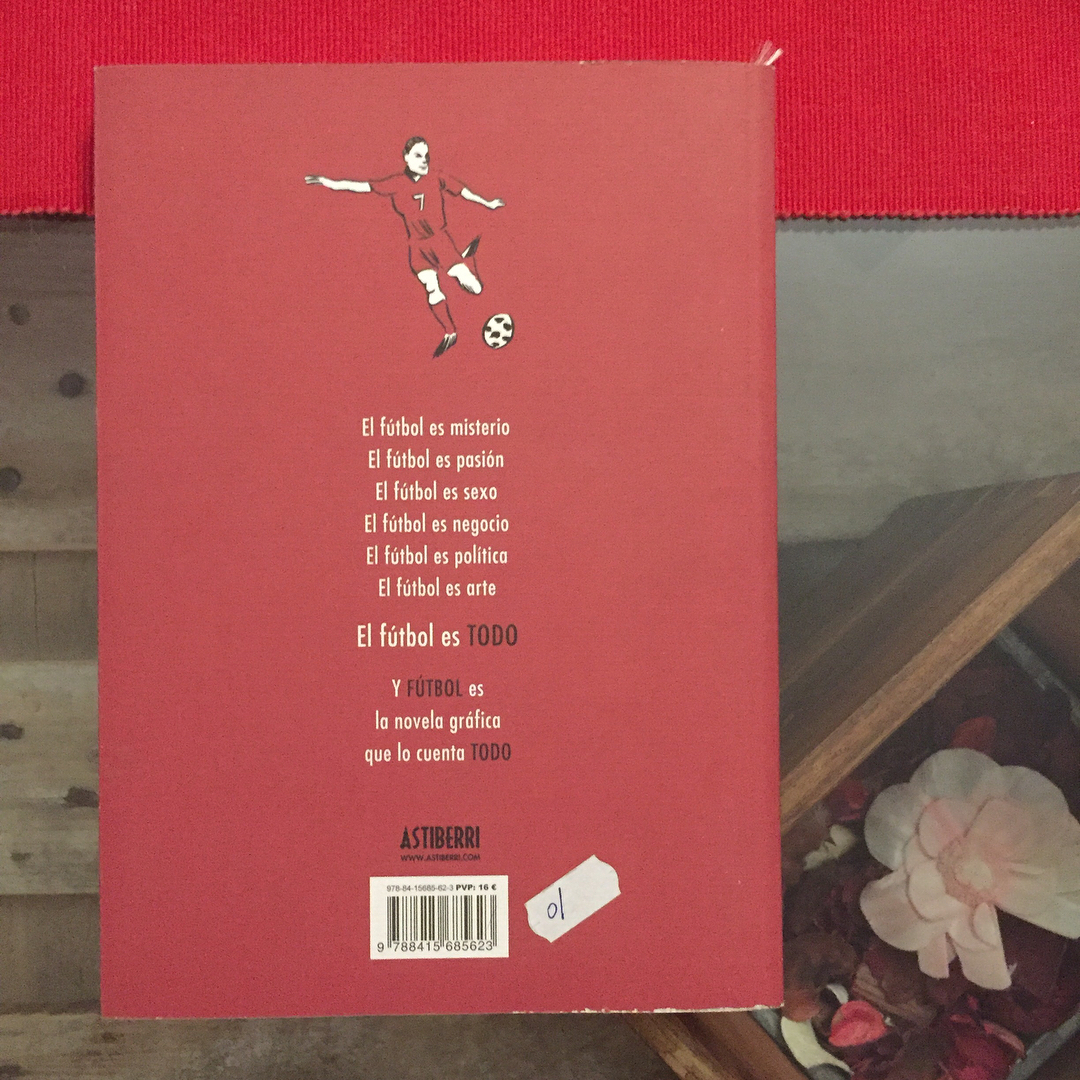 7
El fútbol es misterio
El fútbol es pasión
El fútbol es sexo
El fútbol es negocio
El fútbol es política
El fútbol es arte
El fútbol es TODO
Y FÚTBOL es
la novela gráfica
que lo cuenta TODO
ASTIBERRI
WWW.ASTIBERRI.COM
978-84-15685-62-3 PVP: 16 €
9 788415 685623
10